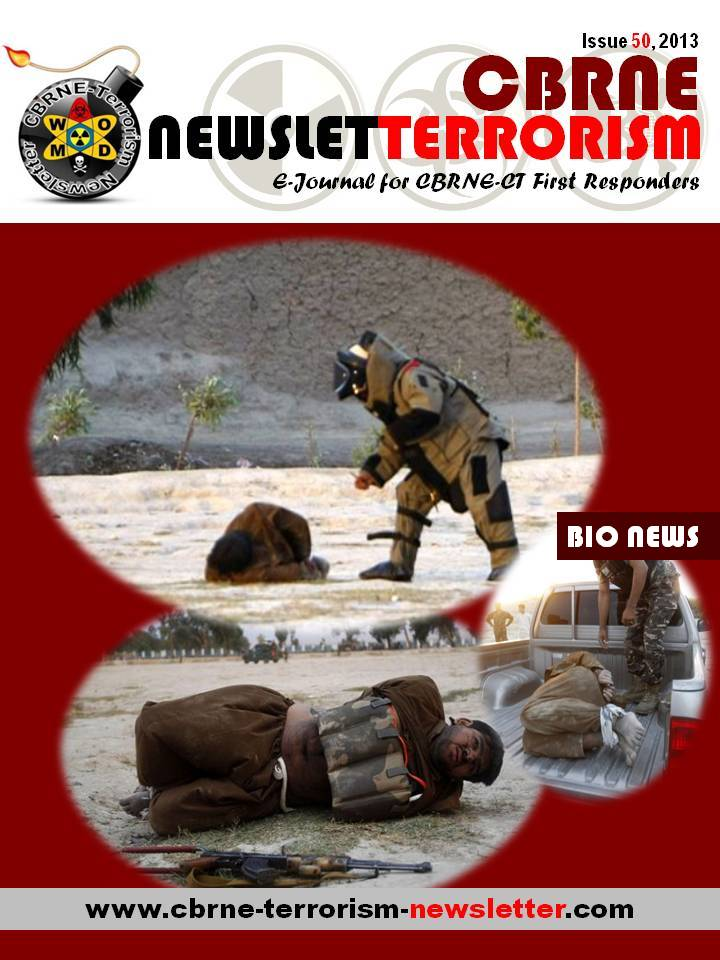 Issue 50, 2013
CBRNE
NEWSLETTERRORISM
E-Journal for CBRNE-CT First Responders
CBRNE-Terrorism Newsletter
W O
M D
BIO NEWS
www.cbrne-terrorism-newsletter.com